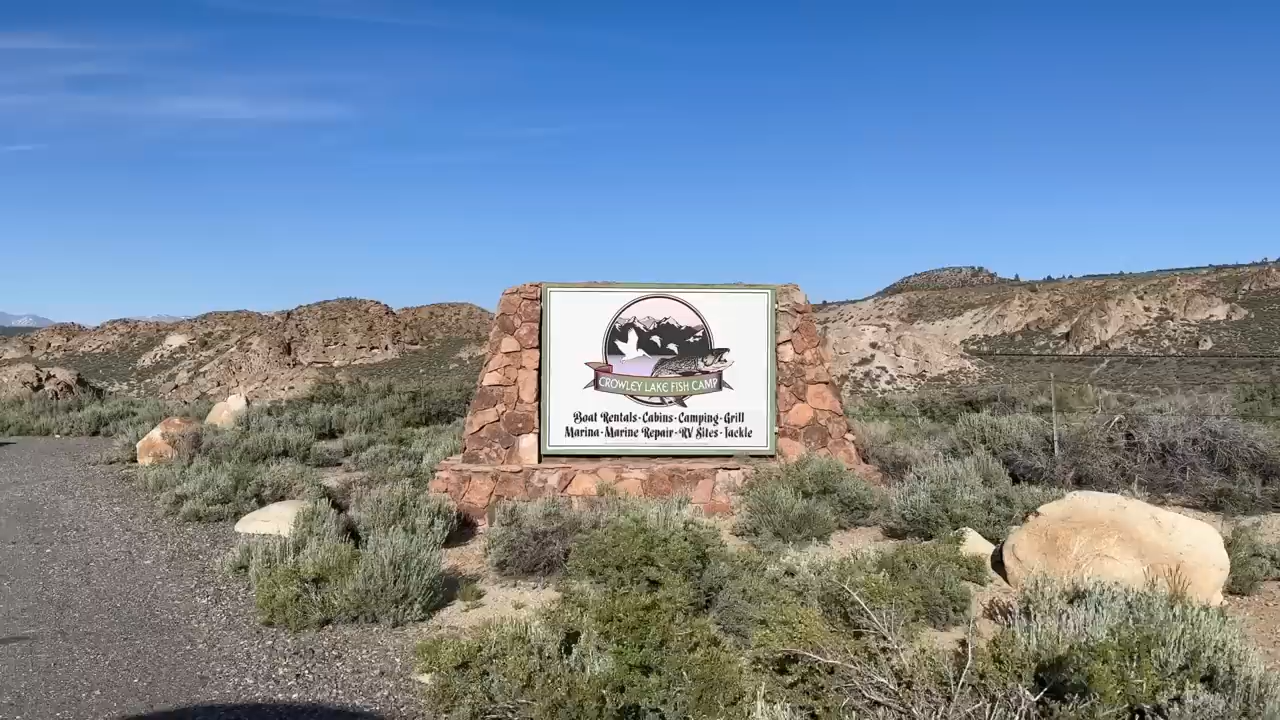 CROWLEY LAKE FISH CAMP
Boat Rentals-Cabins-Camping-Grill
Marina-Marine Repair-RV Sites-Tackle